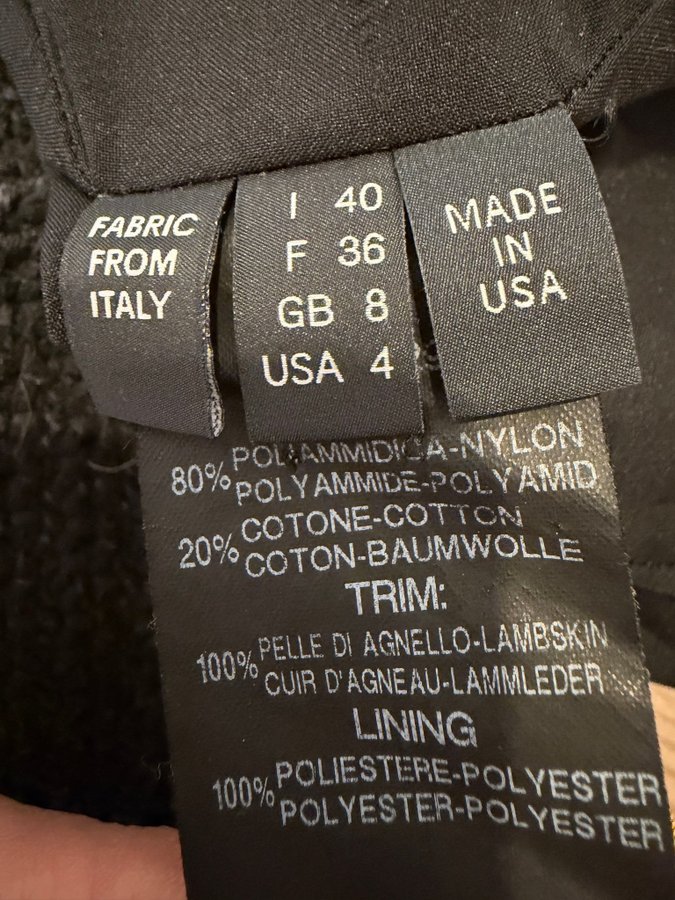 FABRIC
FROM
ITALY
I 40
F 36
GB 8
USA 4
MADE
IN
USA
80% POLIAMMIDICA-NYLON
POLYAMMIDE-POLYAMID
20% COTONE-COTTON
COTON-BAUMWOLLE
TRIM:
100% PELLE DI AGNELLO-LAMBSKIN
CUIR D'AGNEAU-LAMMLEDER
LINING
100% POLIESTERE-POLYESTER
POLYESTER-POLYESTER